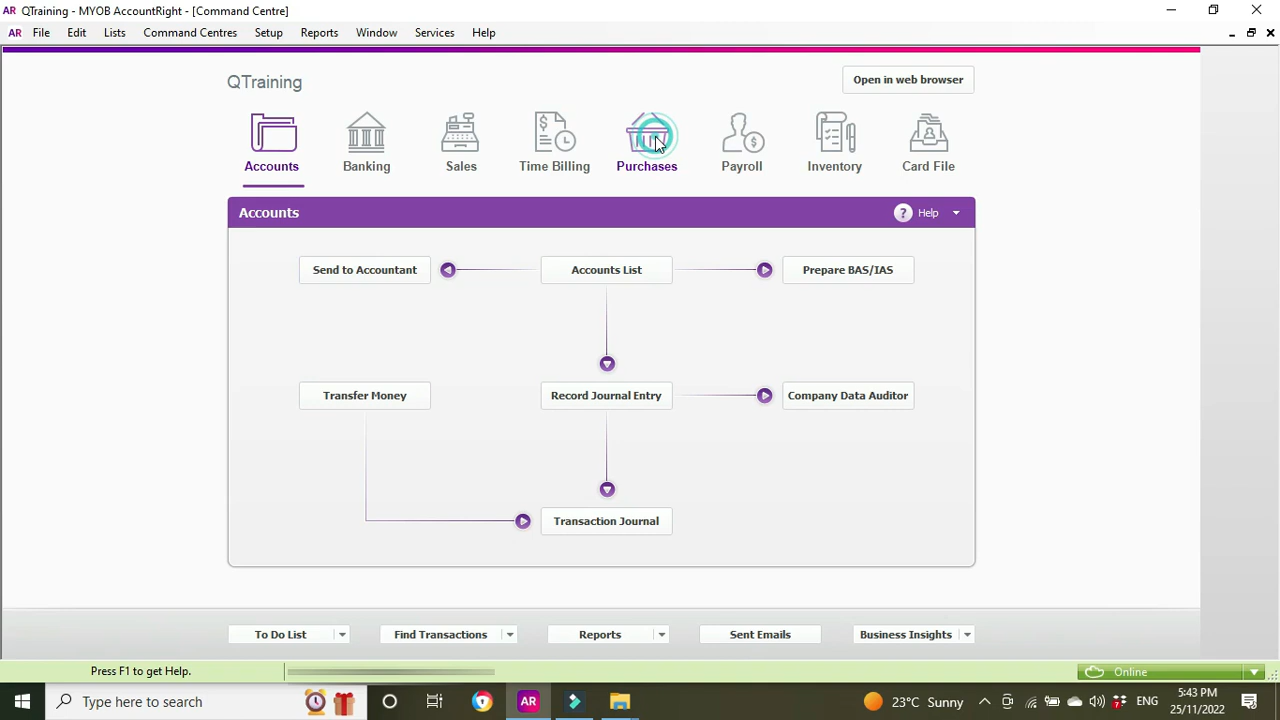 AR QTraining - MYOB AccountRight - [Command Centre]
AR File Edit Lists Command Centres Setup Reports Window Services Help
QTraining
Open in web browser
Accounts Banking Sales Time Billing Purchases Payroll Inventory Card File
Accounts
? Help
Send to Accountant Accounts List Prepare BAS/IAS
Transfer Money Record Journal Entry Company Data Auditor
Transaction Journal
To Do List Find Transactions Reports Sent Emails Business Insights
Press F1 to get Help.
Online
Type here to search
AR
23°C Sunny
ENG
5:43 PM
25/11/2022